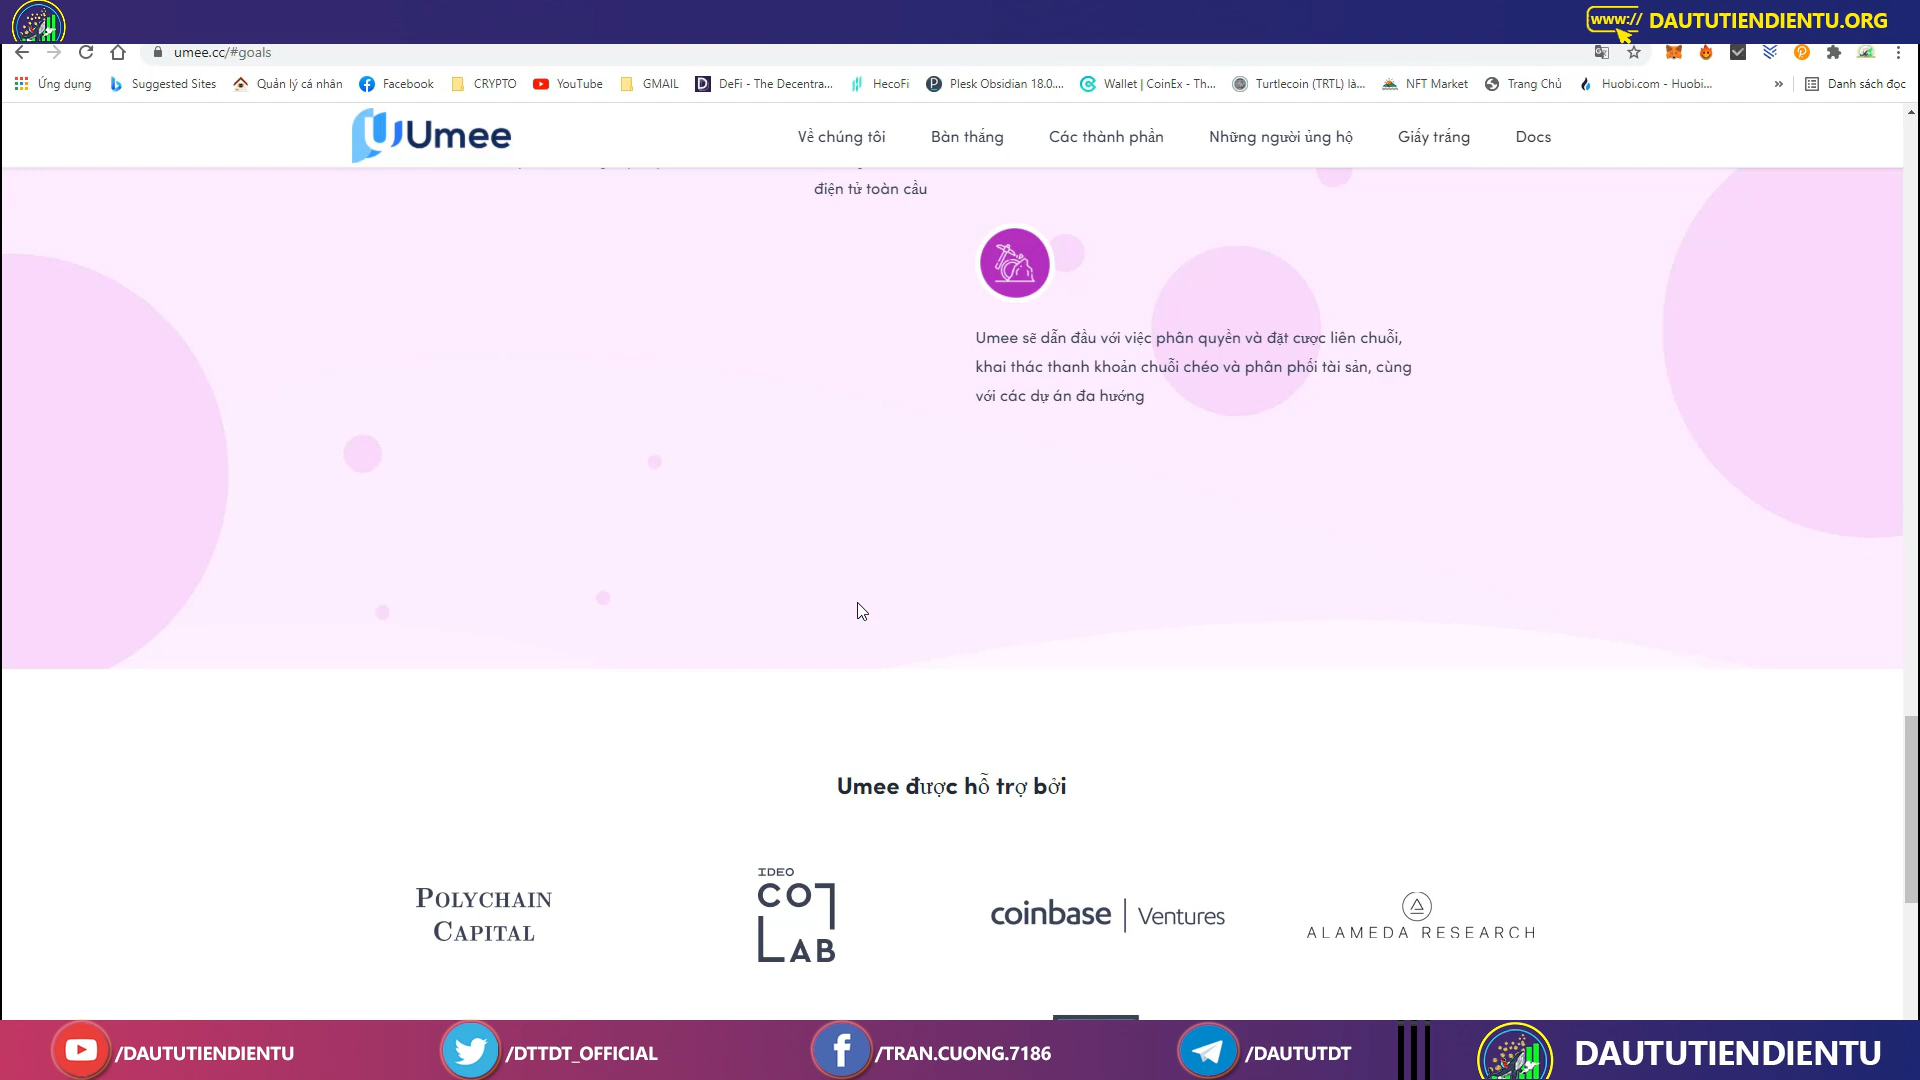 www:// DAUTUTIENDIENTU.ORG
umee.cc/#goals
Ứng dụng Suggested Sites Quản lý cá nhân Facebook CRYPTO YouTube GMAIL DeFi - The Decentra... HecoFi Plesk Obsidian 18.0.... Wallet | CoinEx - Th... Turtlecoin (TRTL) là... NFT Market Trang Chủ Huobi.com - Huobi... » Danh sách đọc
Umee Về chúng tôi Bàn thắng Các thành phần Những người ủng hộ Giấy trắng Docs
điện tử toàn cầu
Umee sẽ dẫn đầu với việc phân quyền và đặt cược liên chuỗi,
khai thác thanh khoản chuỗi chéo và phân phối tài sản, cùng
với các dự án đa hướng
Umee được hỗ trợ bởi
POLYCHAIN
CAPITAL
IDEO
CO
LAB
coinbase | Ventures
ALAMEDA RESEARCH
/DAUTUTIENDIENTU /DTTDT_OFFICIAL /TRAN.CUONG.7186 /DAUTUTDT DAUTUTIENDIENTU